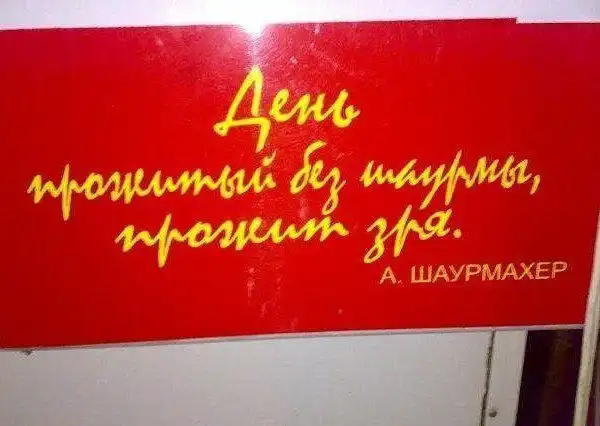 День
прожитый без шаурмы,
прожит зря.
А. ШАУРМАХЕР